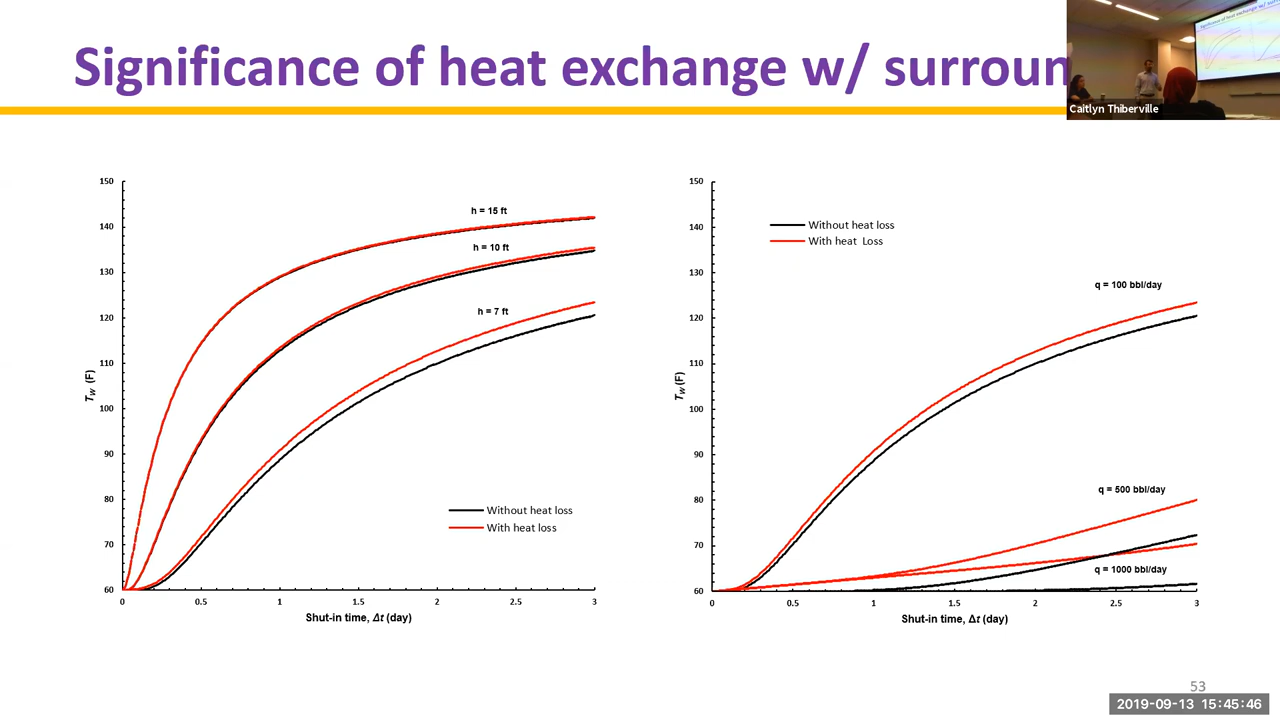 Significance of heat exchange w/ surroun
Caitlyn Thiberville
150
140
130
120
110
100
90
80
70
60
T_W (F)
h = 15 ft
h = 10 ft
h = 7 ft
Without heat loss
With heat loss
0
0.5
1
1.5
2
2.5
3
Shut-in time, Δt (day)
150
140
130
120
110
100
90
80
70
60
T_W (F)
Without heat loss
With heat Loss
q = 100 bbl/day
q = 500 bbl/day
q = 1000 bbl/day
0
0.5
1
1.5
2
2.5
3
Shut-in time, Δt (day)
53
2019-09-13 15:45:46